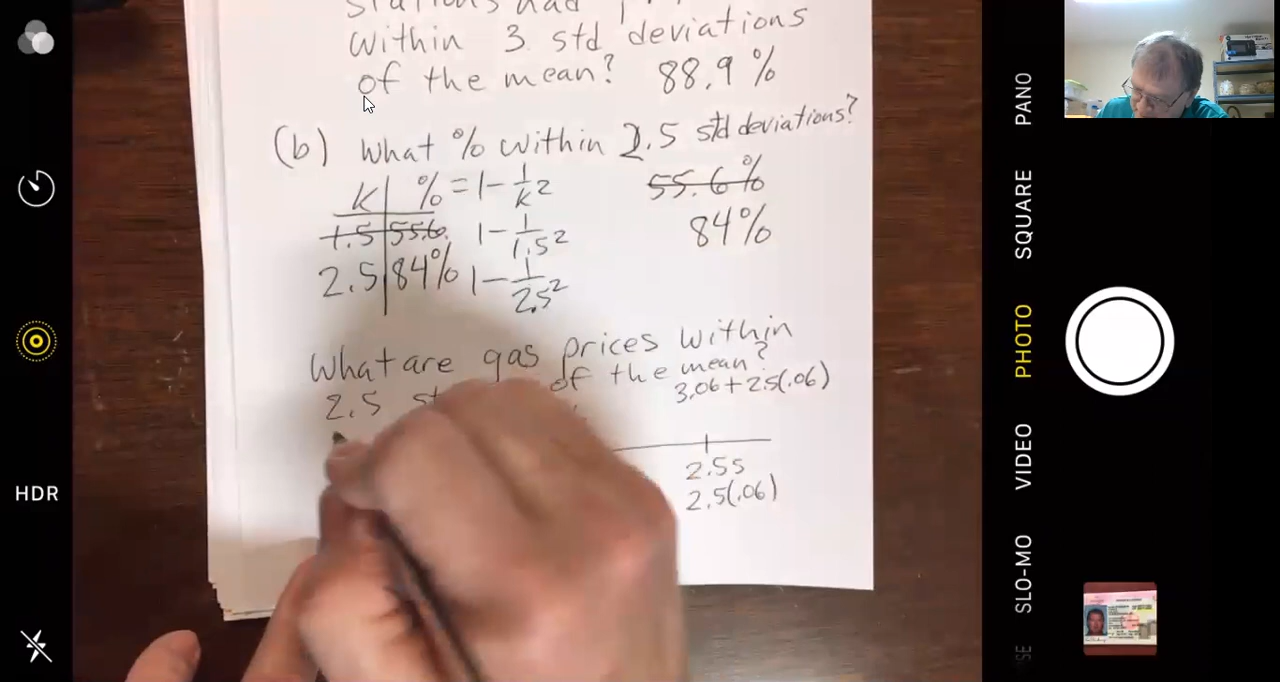 within 3 std deviations
of the mean? 88.9%
(b) What % within 2.5 std deviations?
K % = 1 - 1/K²
55.6%
1.5 55.6 1 - 1/1.5²
84%
2.5 84% 1 - 1/2.5²
What are gas prices within
2.5 of the mean?
3.06 + 2.5(.06)
2.5s
2.5(.06)
PANO
SQUARE
PHOTO
VIDEO
SLO-MO
HDR